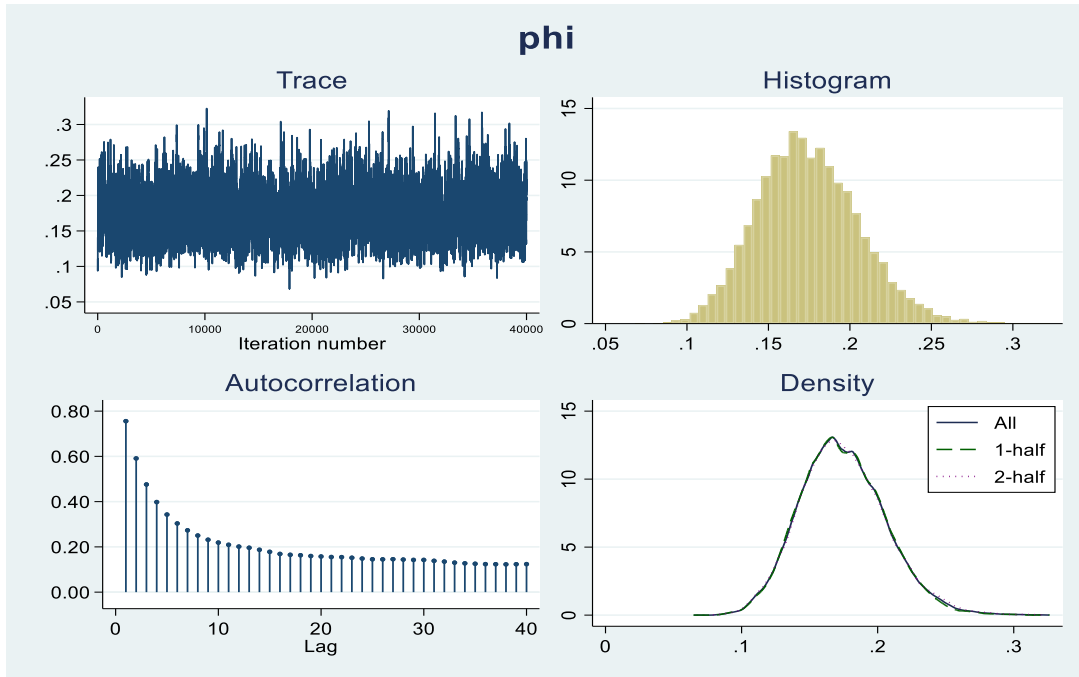 phi
Trace
.3
.25
.2
.15
.1
.05
0 10000 20000 30000 40000
Iteration number
Histogram
15
10
5
0
.05 .1 .15 .2 .25 .3
Autocorrelation
0.80
0.60
0.40
0.20
0.00
0 10 20 30 40
Lag
Density
15
10
5
0
0 .1 .2 .3
All
1-half
2-half